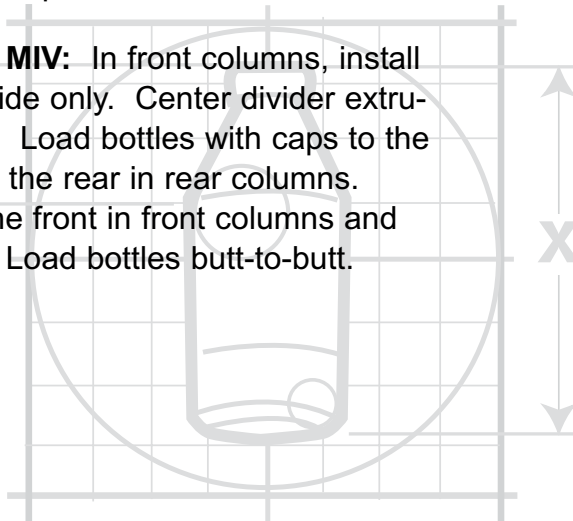 MIV: In front columns, install
ide only. Center divider extru-
Load bottles with caps to the
the rear in rear columns.
e front in front columns and
Load bottles butt-to-butt.
X